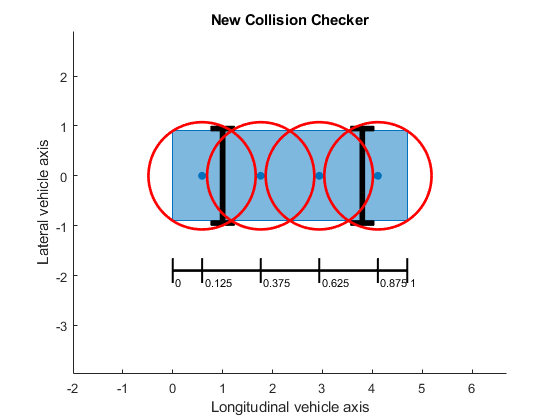 New Collision Checker
Lateral vehicle axis
2
1
0
-1
-2
-3
0 0.125 0.375 0.625 0.875 1
-2 -1 0 1 2 3 4 5 6
Longitudinal vehicle axis